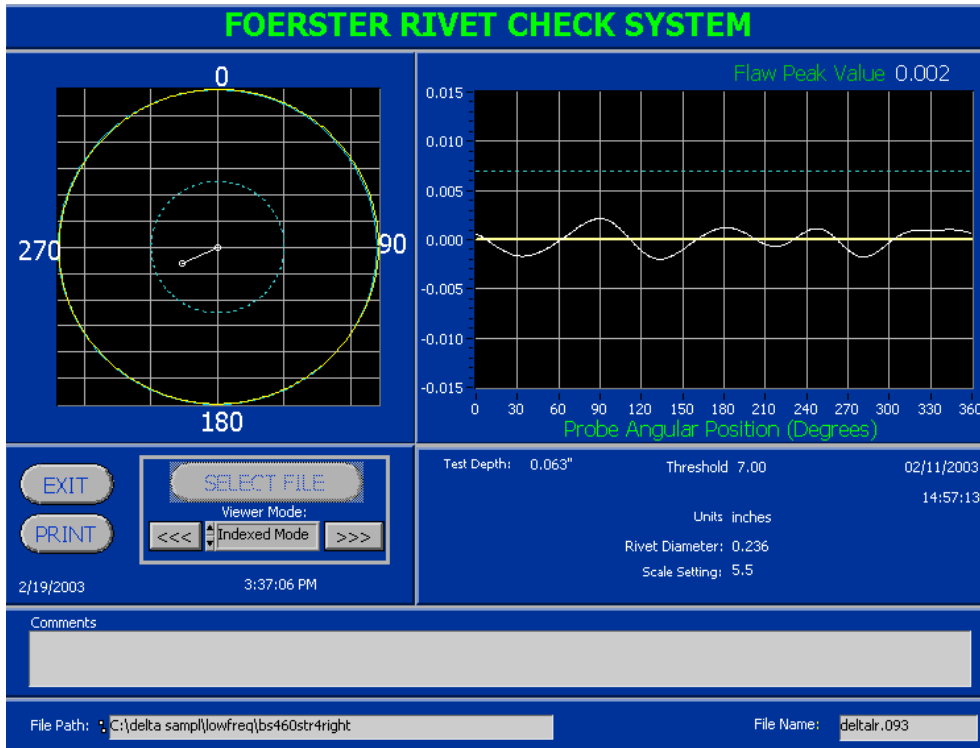 FOERSTER RIVET CHECK SYSTEM
0
270
90
180
Flaw Peak Value 0.002
0.015
0.010
0.005
0.000
-0.005
-0.010
-0.015
0 30 60 90 120 150 180 210 240 270 300 330 360
Probe Angular Position (Degrees)
EXIT
PRINT
SELECT FILE
Viewer Mode:
<<< Indexed Mode >>>
2/19/2003 3:37:06 PM
Test Depth: 0.063" Threshold 7.00 02/11/2003
14:57:13
Units inches
Rivet Diameter: 0.236
Scale Setting: 5.5
Comments
File Path: C:\delta sampl\lowfreq\bs460str4right File Name: deltalr.093